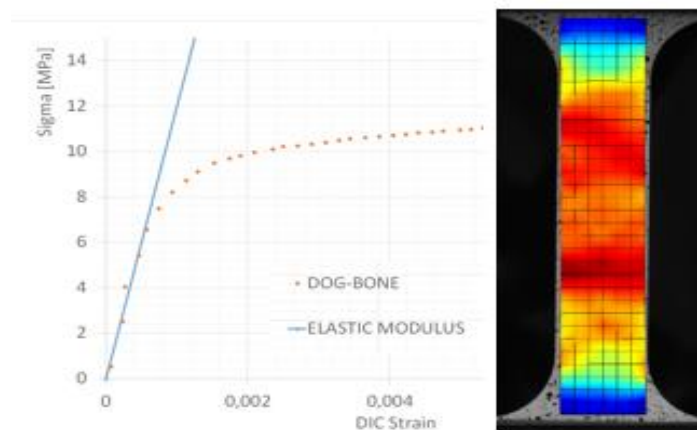 Sigma [MPa]
14
12
10
8
6
4
2
0
DOG-BONE
ELASTIC MODULUS
0
0,002
0,004
DIC Strain